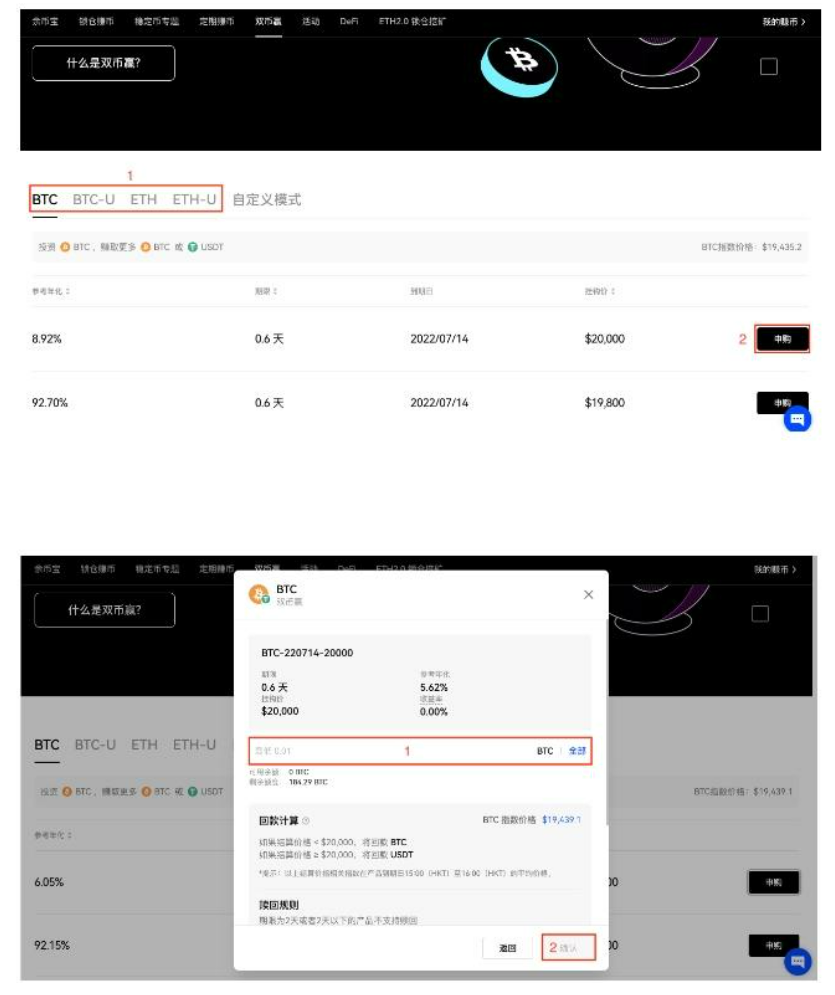 余币宝 锁仓赚币 稳定币专题 定期赚币 双币赢 活动 DeFi ETH2.0 锁仓挖矿 我的赚币 >
什么是双币赢?
1
BTC BTC-U ETH ETH-U 自定义模式
投资 BTC，赚取更多 BTC 或 USDT BTC指数价格：$19,435.2
参考年化 期限 到期日 挂钩价
8.92% 0.6 天 2022/07/14 $20,000 2 申购
92.70% 0.6 天 2022/07/14 $19,800 申购
余币宝 锁仓赚币 稳定币专题 定期赚币 双币赢 活动 DeFi ETH2.0 锁仓挖矿 我的赚币 >
什么是双币赢?
BTC
双币赢
BTC-220714-20000
期限 参考年化
0.6 天 5.62%
挂钩价 收益率
$20,000 0.00%
BTC BTC-U ETH ETH-U
最低 0.01 1 BTC 全部
可用余额 0 BTC
剩余额度 184.29 BTC
投资 BTC，赚取更多 BTC 或 USDT BTC指数价格：$19,439.1
回款计算 BTC 指数价格 $19,439.1
参考年化
如果结算价格 < $20,000，将回款 BTC
如果结算价格 ≥ $20,000，将回款 USDT
*提示：以上结算价格相关指数在产品到期日15:00 (HKT) 至16:00 (HKT) 的平均价格。
6.05% 00 申购
赎回规则
期限为2天或者2天以下的产品不支持赎回
92.15% 返回 2 确认 00 申购